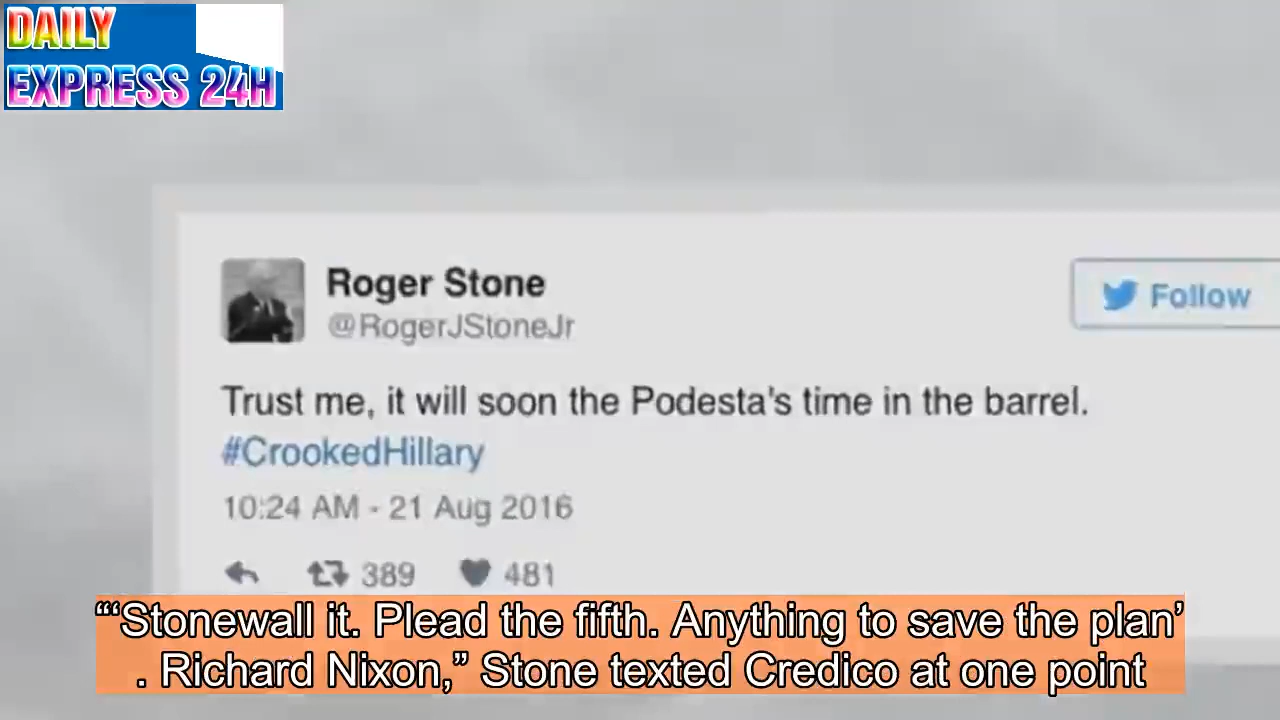 DAILY
EXPRESS 24H
Roger Stone
@RogerJStoneJr
Follow
Trust me, it will soon the Podesta's time in the barrel.
#CrookedHillary
10:24 AM - 21 Aug 2016
389 481
“‘Stonewall it. Plead the fifth. Anything to save the plan’
. Richard Nixon,” Stone texted Credico at one point